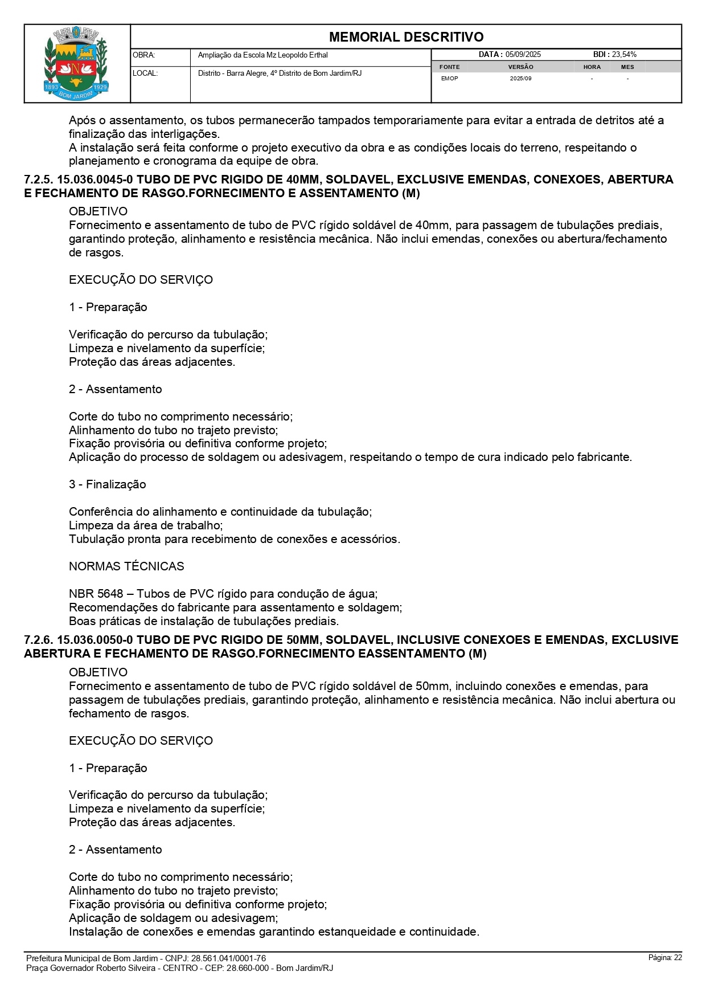 MEMORIAL DESCRITIVO
OBRA: Ampliação da Escola Mz Leopoldo Erthal
DATA : 05/09/2025 BDI : 23,54%
FONTE VERSÃO HORA MES
LOCAL: Distrito - Barra Alegre, 4º Distrito de Bom Jardim/RJ
EMOP 2025/09 - -
N
1893 1929
BOM JARDIM
Após o assentamento, os tubos permanecerão tampados temporariamente para evitar a entrada de detritos até a
finalização das interligações.
A instalação será feita conforme o projeto executivo da obra e as condições locais do terreno, respeitando o
planejamento e cronograma da equipe de obra.
7.2.5. 15.036.0045-0 TUBO DE PVC RIGIDO DE 40MM, SOLDAVEL, EXCLUSIVE EMENDAS, CONEXOES, ABERTURA
E FECHAMENTO DE RASGO.FORNECIMENTO E ASSENTAMENTO (M)
OBJETIVO
Fornecimento e assentamento de tubo de PVC rígido soldável de 40mm, para passagem de tubulações prediais,
garantindo proteção, alinhamento e resistência mecânica. Não inclui emendas, conexões ou abertura/fechamento
de rasgos.
EXECUÇÃO DO SERVIÇO
1 - Preparação
Verificação do percurso da tubulação;
Limpeza e nivelamento da superfície;
Proteção das áreas adjacentes.
2 - Assentamento
Corte do tubo no comprimento necessário;
Alinhamento do tubo no trajeto previsto;
Fixação provisória ou definitiva conforme projeto;
Aplicação do processo de soldagem ou adesivagem, respeitando o tempo de cura indicado pelo fabricante.
3 - Finalização
Conferência do alinhamento e continuidade da tubulação;
Limpeza da área de trabalho;
Tubulação pronta para recebimento de conexões e acessórios.
NORMAS TÉCNICAS
NBR 5648 – Tubos de PVC rígido para condução de água;
Recomendações do fabricante para assentamento e soldagem;
Boas práticas de instalação de tubulações prediais.
7.2.6. 15.036.0050-0 TUBO DE PVC RIGIDO DE 50MM, SOLDAVEL, INCLUSIVE CONEXOES E EMENDAS, EXCLUSIVE
ABERTURA E FECHAMENTO DE RASGO.FORNECIMENTO EASSENTAMENTO (M)
OBJETIVO
Fornecimento e assentamento de tubo de PVC rígido soldável de 50mm, incluindo conexões e emendas, para
passagem de tubulações prediais, garantindo proteção, alinhamento e resistência mecânica. Não inclui abertura ou
fechamento de rasgos.
EXECUÇÃO DO SERVIÇO
1 - Preparação
Verificação do percurso da tubulação;
Limpeza e nivelamento da superfície;
Proteção das áreas adjacentes.
2 - Assentamento
Corte do tubo no comprimento necessário;
Alinhamento do tubo no trajeto previsto;
Fixação provisória ou definitiva conforme projeto;
Aplicação de soldagem ou adesivagem;
Instalação de conexões e emendas garantindo estanqueidade e continuidade.
Prefeitura Municipal de Bom Jardim - CNPJ: 28.561.041/0001-76 Página: 22
Praça Governador Roberto Silveira - CENTRO - CEP: 28.660-000 - Bom Jardim/RJ